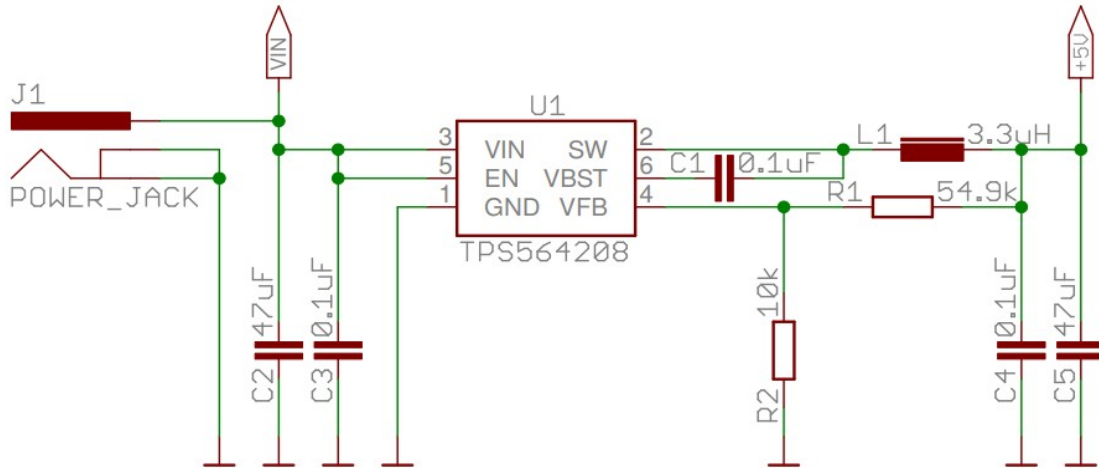 VIN
+5V
J1
POWER_JACK
U1
3 VIN SW 2
5 EN VBST 6
1 GND VFB 4
TPS564208
C1 0.1uF
L1 3.3uH
R1 54.9k
C2 47uF
C3 0.1uF
R2 10k
C4 0.1uF
C5 47uF